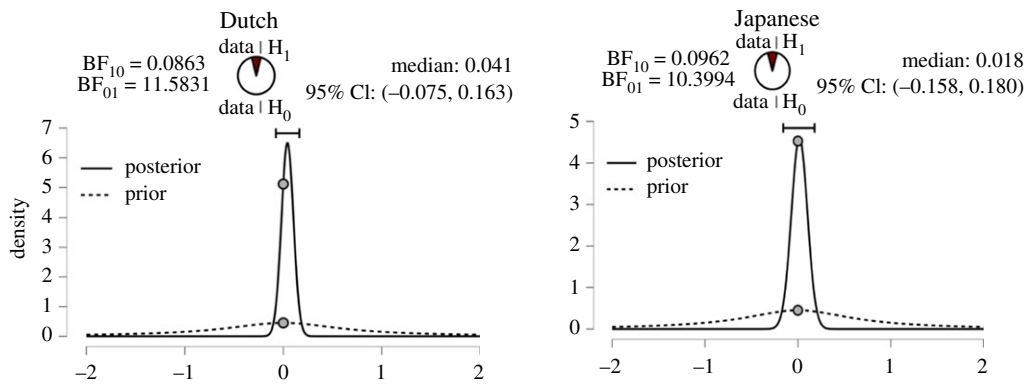 Dutch
data | H1
BF10 = 0.0863
BF01 = 11.5831
median: 0.041
95% Cl: (–0.075, 0.163)
data | H0
7
6
5
4
3
2
1
0
density
posterior
prior
–2
–1
0
1
2
Japanese
data | H1
BF10 = 0.0962
BF01 = 10.3994
median: 0.018
95% Cl: (–0.158, 0.180)
data | H0
5
4
3
2
1
0
posterior
prior
–2
–1
0
1
2